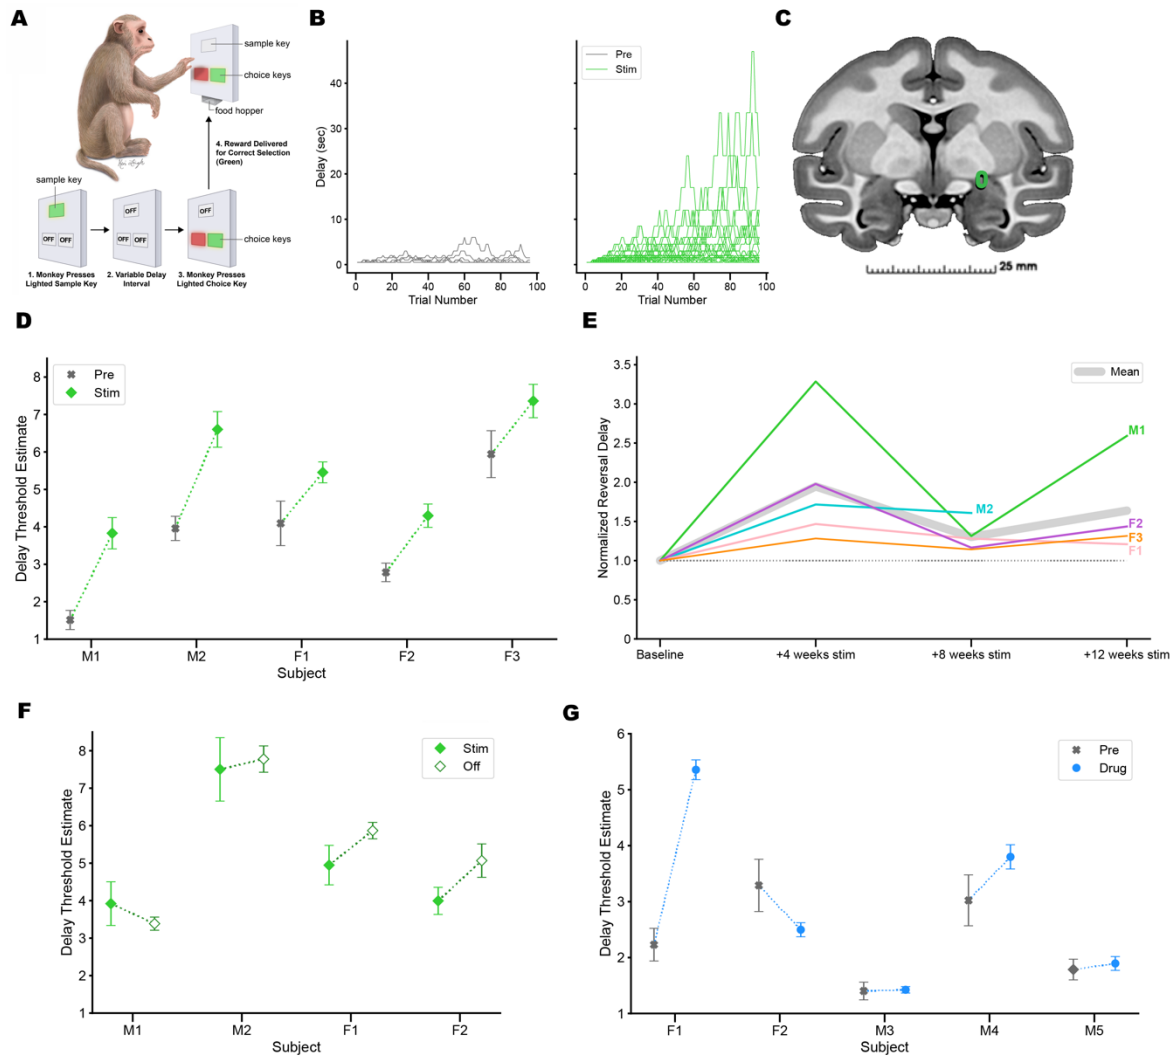 A
sample key
choice keys
food hopper
4. Reward Delivered
for Correct Selection
(Green)
sample key
OFF
OFF OFF
OFF
OFF OFF
OFF
choice keys
1. Monkey Presses
Lighted Sample Key
2. Variable Delay
Interval
3. Monkey Presses
Lighted Choice Key
B
Delay (sec)
40
30
20
10
0
0 20 40 60 80 100
Trial Number
Pre
Stim
0 20 40 60 80 100
Trial Number
C
25 mm
D
Delay Threshold Estimate
8
7
6
5
4
3
2
1
Pre
Stim
M1 M2 F1 F2 F3
Subject
E
Normalized Reversal Delay
3.5
3.0
2.5
2.0
1.5
1.0
0.5
0
Mean
M1
M2
F2
F3
F1
Baseline +4 weeks stim +8 weeks stim +12 weeks stim
F
Delay Threshold Estimate
8
7
6
5
4
3
2
1
Stim
Off
M1 M2 F1 F2
Subject
G
Delay Threshold Estimate
6
5
4
3
2
1
Pre
Drug
F1 F2 M3 M4 M5
Subject